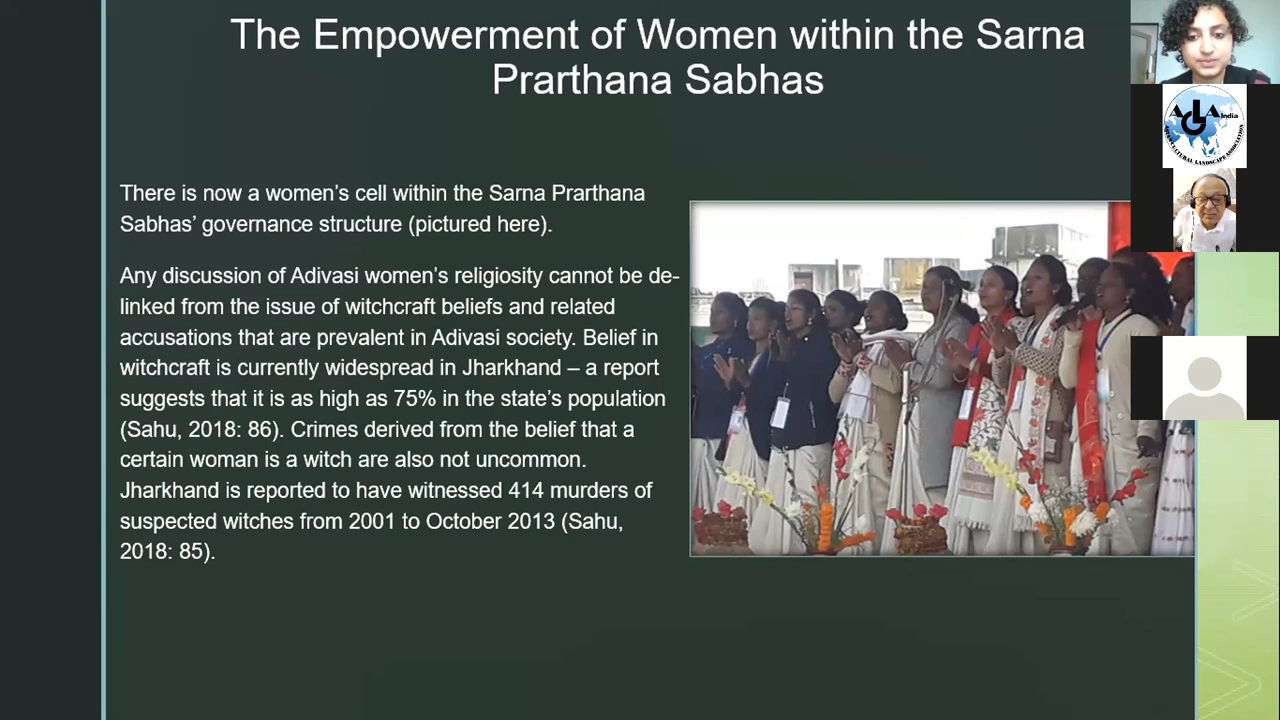 The Empowerment of Women within the Sarna
Prarthana Sabhas
There is now a women’s cell within the Sarna Prarthana
Sabhas’ governance structure (pictured here).
Any discussion of Adivasi women’s religiosity cannot be de-
linked from the issue of witchcraft beliefs and related
accusations that are prevalent in Adivasi society. Belief in
witchcraft is currently widespread in Jharkhand – a report
suggests that it is as high as 75% in the state’s population
(Sahu, 2018: 86). Crimes derived from the belief that a
certain woman is a witch are also not uncommon.
Jharkhand is reported to have witnessed 414 murders of
suspected witches from 2001 to October 2013 (Sahu,
2018: 85).
India
LANDSCAPE ASSOCIATION